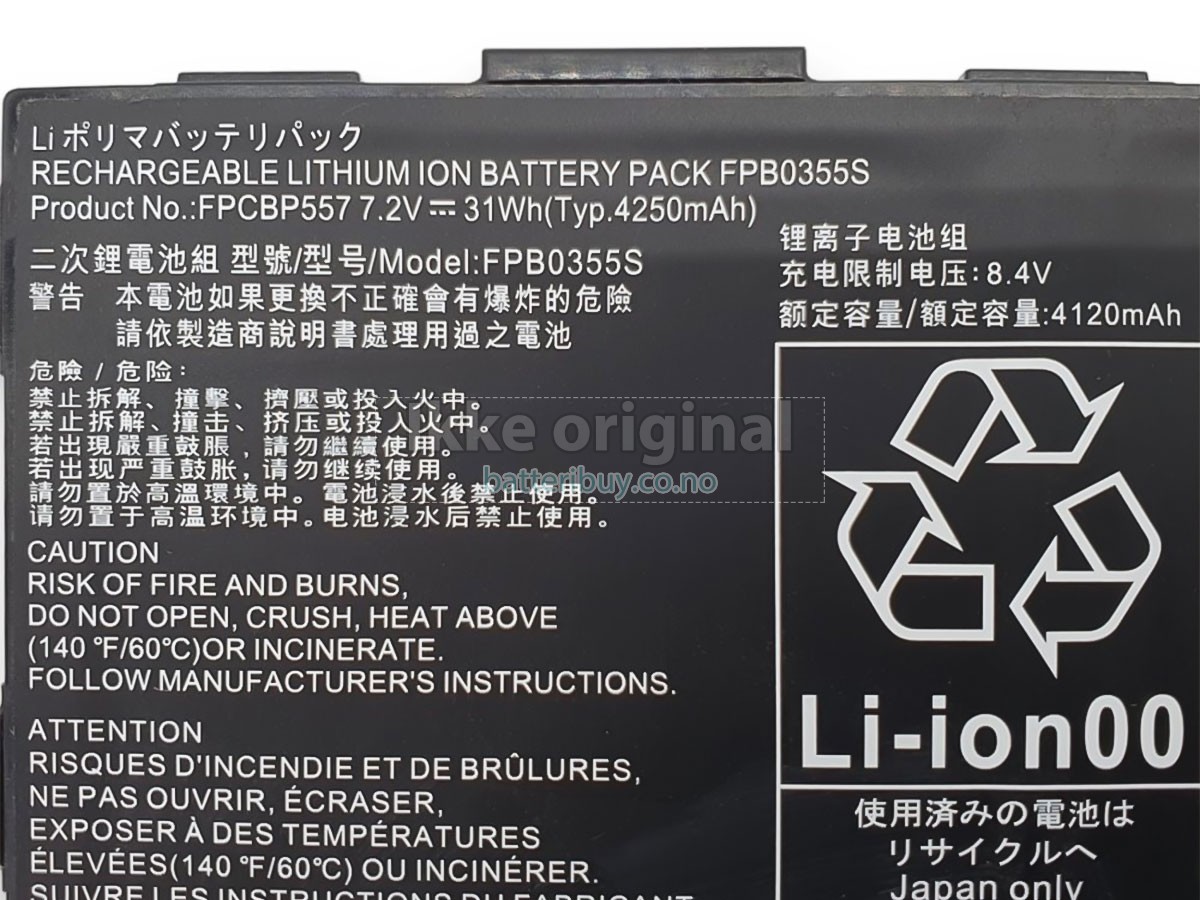 Li ポリマバッテリパック
RECHARGEABLE LITHIUM ION BATTERY PACK FPB0355S
Product No.:FPCBP557 7.2V⎓31Wh(Typ.4250mAh)
二次鋰電池組 型號/型号/Model:FPB0355S
警告 本電池如果更換不正確會有爆炸的危險
請依製造商說明書處理用過之電池
危險 / 危险:
禁止拆解、撞擊、擠壓或投入火中。
禁止拆解、撞击、挤压或投入火中。
若出現嚴重鼓脹,請勿繼續使用。
若出现严重鼓胀,请勿继续使用。
請勿置於高溫環境中。電池浸水後禁止使用。
请勿置于高温环境中。电池浸水后禁止使用。
CAUTION
RISK OF FIRE AND BURNS,
DO NOT OPEN, CRUSH, HEAT ABOVE
(140 °F/60℃)OR INCINERATE.
FOLLOW MANUFACTURER'S INSTRUCTIONS.
ATTENTION
RISQUES D'INCENDIE ET DE BRÛLURES,
NE PAS OUVRIR, ÉCRASER,
EXPOSER À DES TEMPÉRATURES
ÉLEVÉES(140 °F/60℃) OU INCINÉRER.
SUIVRE LES INSTRUCTIONS DU FABRICANT
锂离子电池组
充电限制电压:8.4V
额定容量/額定容量:4120mAh
Li-ion00
使用済みの電池は
リサイクルへ
Japan only
Ikke original
batteribuy.co.no